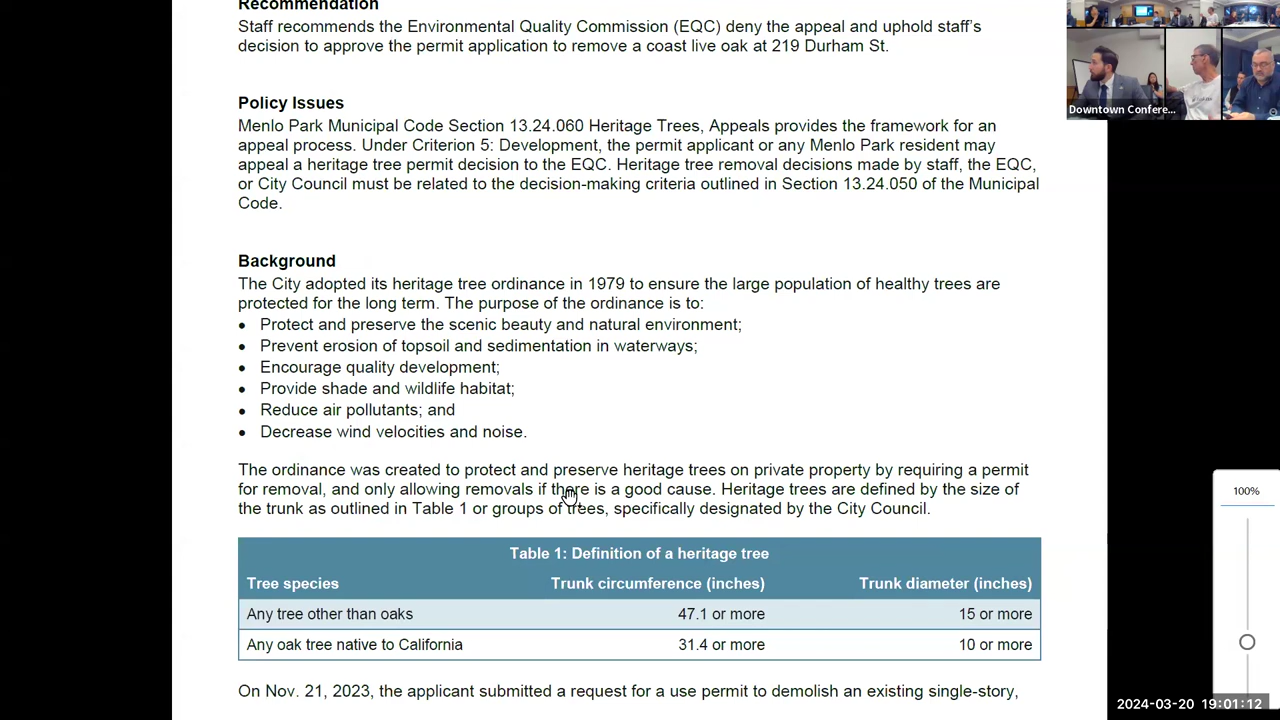 Recommendation
Staff recommends the Environmental Quality Commission (EQC) deny the appeal and uphold staff's
decision to approve the permit application to remove a coast live oak at 219 Durham St.
Policy Issues
Menlo Park Municipal Code Section 13.24.060 Heritage Trees, Appeals provides the framework for an
appeal process. Under Criterion 5: Development, the permit applicant or any Menlo Park resident may
appeal a heritage tree permit decision to the EQC. Heritage tree removal decisions made by staff, the EQC,
or City Council must be related to the decision-making criteria outlined in Section 13.24.050 of the Municipal
Code.
Background
The City adopted its heritage tree ordinance in 1979 to ensure the large population of healthy trees are
protected for the long term. The purpose of the ordinance is to:
• Protect and preserve the scenic beauty and natural environment;
• Prevent erosion of topsoil and sedimentation in waterways;
• Encourage quality development;
• Provide shade and wildlife habitat;
• Reduce air pollutants; and
• Decrease wind velocities and noise.
The ordinance was created to protect and preserve heritage trees on private property by requiring a permit
for removal, and only allowing removals if there is a good cause. Heritage trees are defined by the size of
the trunk as outlined in Table 1 or groups of trees, specifically designated by the City Council.
Table 1: Definition of a heritage tree
Tree species Trunk circumference (inches) Trunk diameter (inches)
Any tree other than oaks 47.1 or more 15 or more
Any oak tree native to California 31.4 or more 10 or more
On Nov. 21, 2023, the applicant submitted a request for a use permit to demolish an existing single-story,
Downtown Confere...
100%
2024-03-20 19:01:12